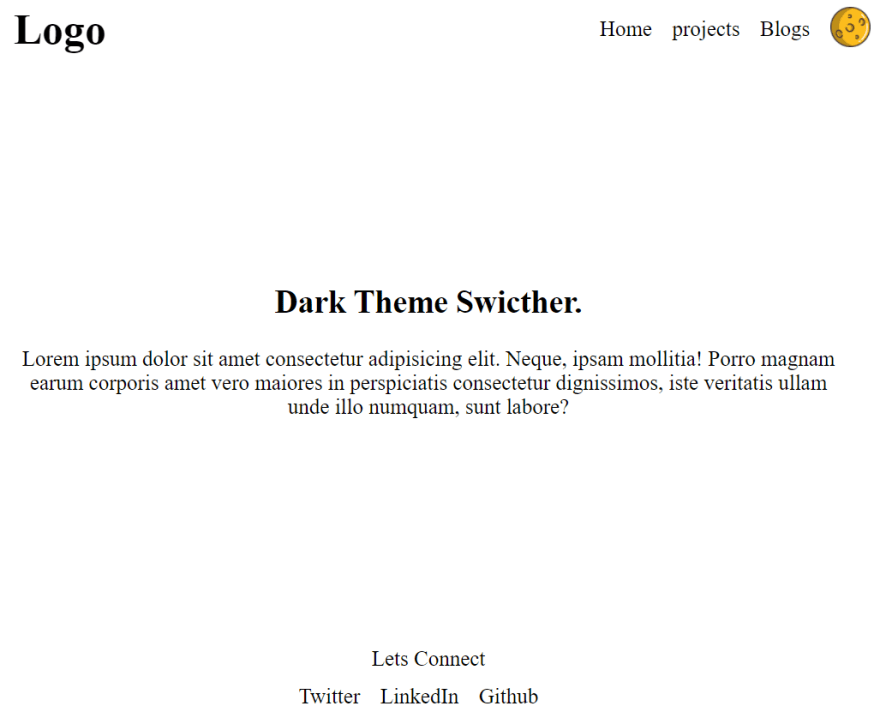 Logo
Home projects Blogs
Dark Theme Swicther.
Lorem ipsum dolor sit amet consectetur adipisicing elit. Neque, ipsam mollitia! Porro magnam
earum corporis amet vero maiores in perspiciatis consectetur dignissimos, iste veritatis ullam
unde illo numquam, sunt labore?
Lets Connect
Twitter LinkedIn Github